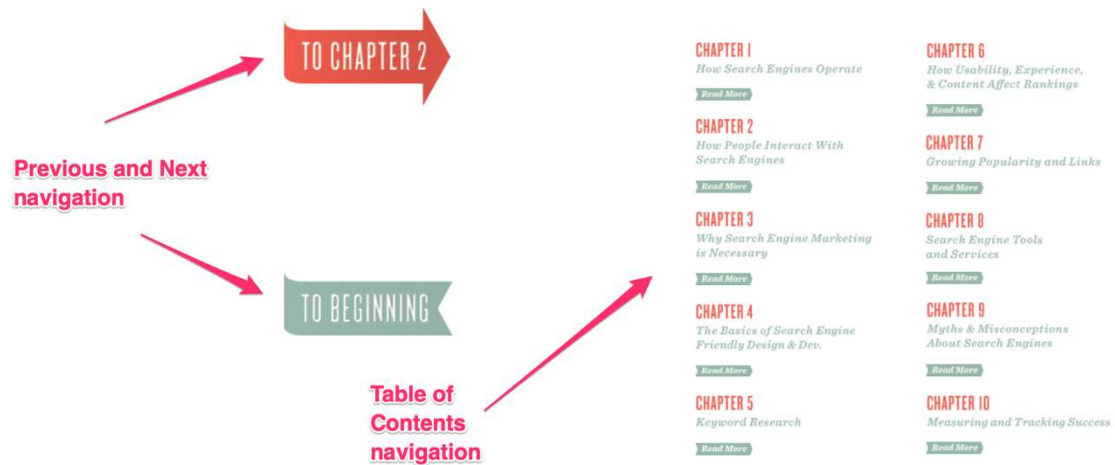 TO CHAPTER 2
Previous and Next
navigation
TO BEGINNING
Table of
Contents
navigation
CHAPTER 1
How Search Engines Operate
Read More
CHAPTER 2
How People Interact With
Search Engines
Read More
CHAPTER 3
Why Search Engine Marketing
is Necessary
Read More
CHAPTER 4
The Basics of Search Engine
Friendly Design & Dev.
Read More
CHAPTER 5
Keyword Research
Read More
CHAPTER 6
How Usability, Experience,
& Content Affect Rankings
Read More
CHAPTER 7
Growing Popularity and Links
Read More
CHAPTER 8
Search Engine Tools
and Services
Read More
CHAPTER 9
Myths & Misconceptions
About Search Engines
Read More
CHAPTER 10
Measuring and Tracking Success
Read More